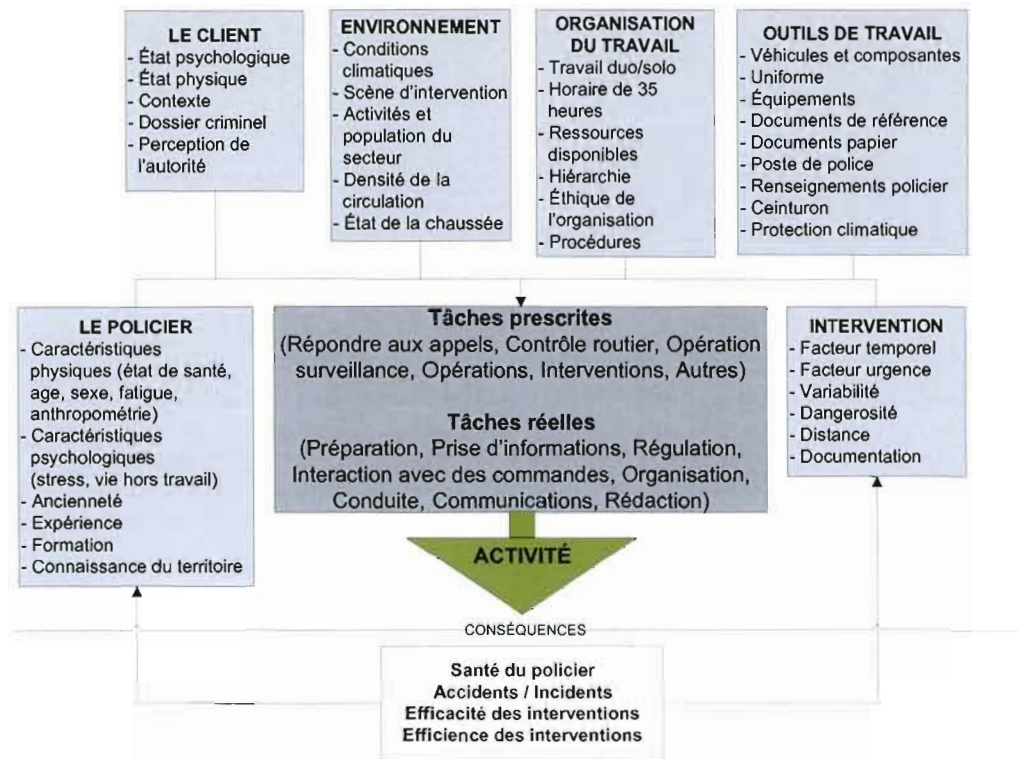 LE CLIENT
- État psychologique
- État physique
- Contexte
- Dossier criminel
- Perception de
l'autorité
ENVIRONNEMENT
- Conditions
climatiques
- Scène d'intervention
- Activités et
population du
secteur
- Densité de la
circulation
- État de la chaussée
ORGANISATION
DU TRAVAIL
- Travail duo/solo
- Horaire de 35
heures
- Ressources
disponibles
- Hiérarchie
- Éthique de
l'organisation
- Procédures
OUTILS DE TRAVAIL
- Véhicules et composantes
- Uniforme
- Équipements
- Documents de référence
- Documents papier
- Poste de police
- Renseignements policier
- Ceinturon
- Protection climatique
LE POLICIER
- Caractéristiques
physiques (état de santé,
age, sexe, fatigue,
anthropométrie)
- Caractéristiques
psychologiques
(stress, vie hors travail)
- Ancienneté
- Expérience
- Formation
- Connaissance du territoire
Tâches prescrites
(Répondre aux appels, Contrôle routier, Opération
surveillance, Opérations, Interventions, Autres)
Tâches réelles
(Préparation, Prise d'informations, Régulation,
Interaction avec des commandes, Organisation,
Conduite, Communications, Rédaction)
INTERVENTION
- Facteur temporel
- Facteur urgence
- Variabilité
- Dangerosité
- Distance
- Documentation
ACTIVITÉ
CONSÉQUENCES
Santé du policier
Accidents / Incidents
Efficacité des interventions
Efficience des interventions